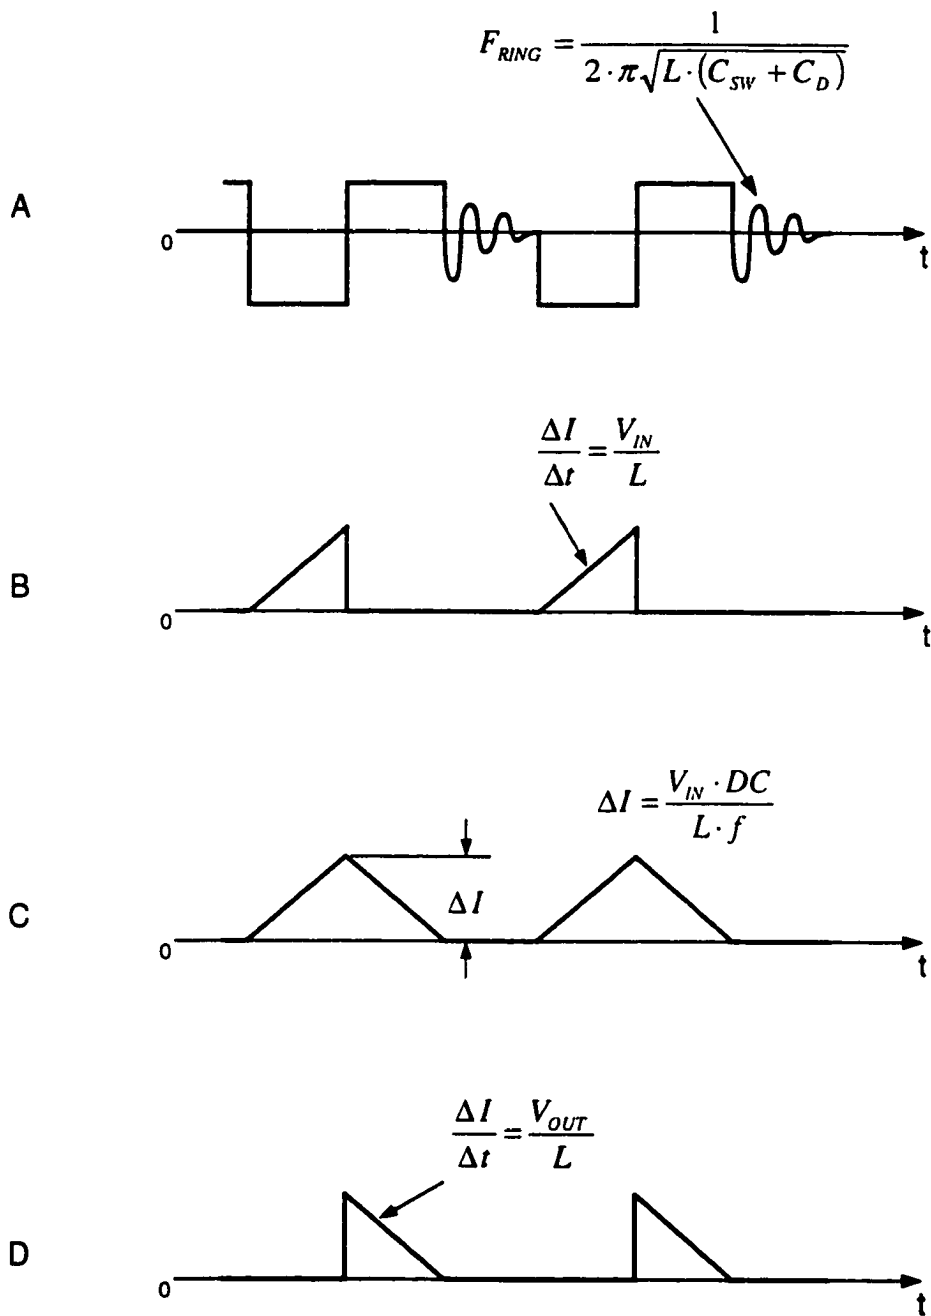 F_RING = 1 / (2 · π√(L · (C_SW + C_D)))
A
0
t
ΔI/Δt = V_IN/L
B
0
t
ΔI = (V_IN · DC) / (L · f)
C
ΔI
0
t
ΔI/Δt = V_OUT/L
D
0
t